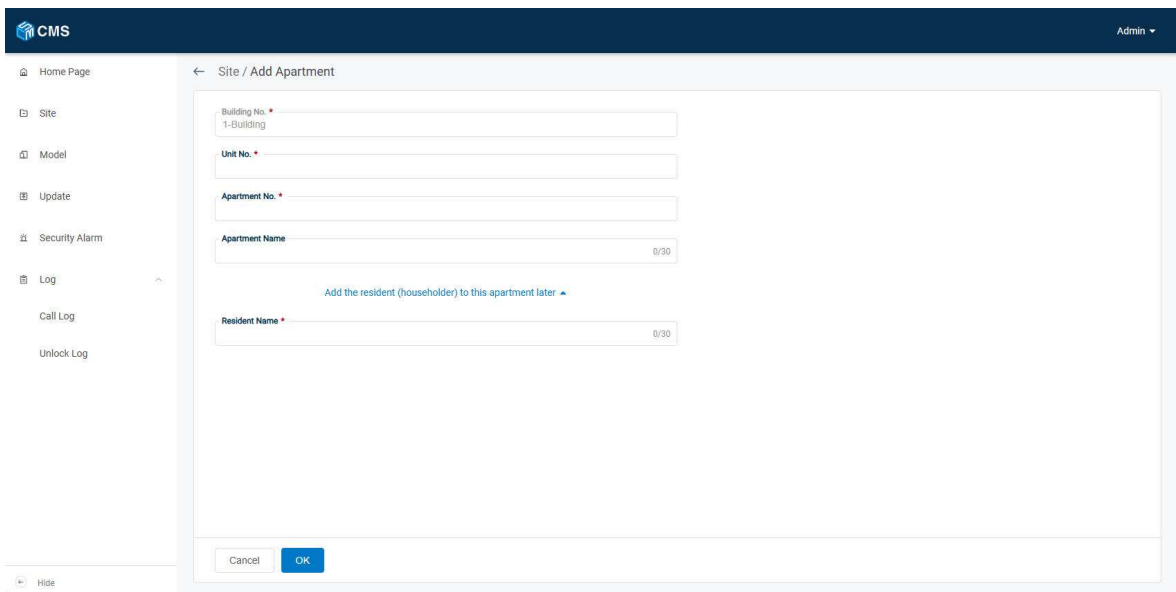 CMS
Admin
Home Page
Site
Model
Update
Security Alarm
Log
Call Log
Unlock Log
Hide
Site / Add Apartment
Building No. *
1-Building
Unit No. *
Apartment No. *
Apartment Name
0/30
Add the resident (householder) to this apartment later
Resident Name *
0/30
Cancel
OK